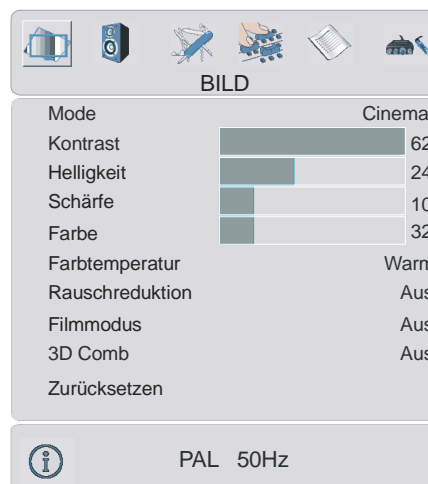 BILD
Mode Cinema
Kontrast 62
Helligkeit 24
Schärfe 10
Farbe 32
Farbtemperatur Warm
Rauschreduktion Aus
Filmmodus Aus
3D Comb Aus
Zurücksetzen
PAL 50Hz